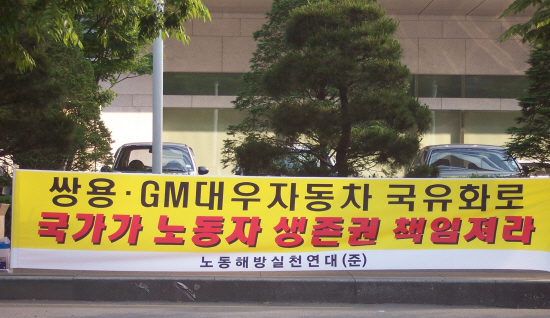 쌍용·GM대우자동차 국유화로
국가가 노동자 생존권 책임져라
노동해방실천연대(준)